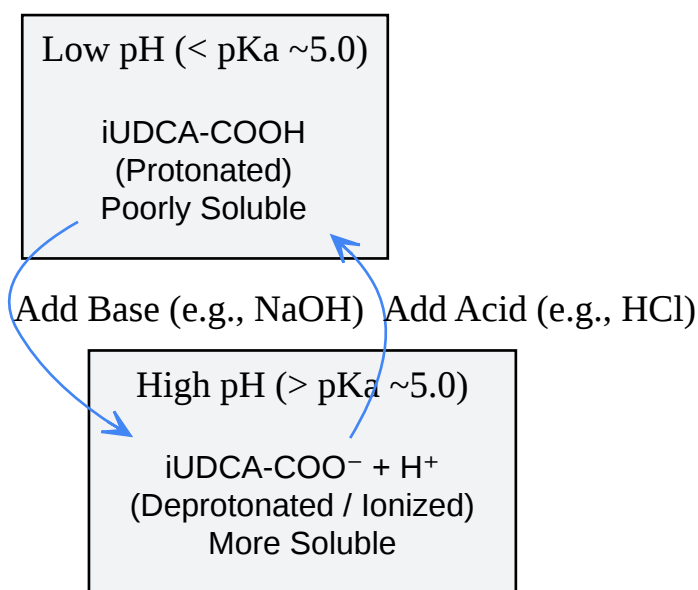 Low pH (< pKa ~5.0)
iUDCA-COOH
(Protonated)
Poorly Soluble
Add Base (e.g., NaOH)
Add Acid (e.g., HCl)
High pH (> pKa ~5.0)
iUDCA-COO⁻ + H⁺
(Deprotonated / Ionized)
More Soluble